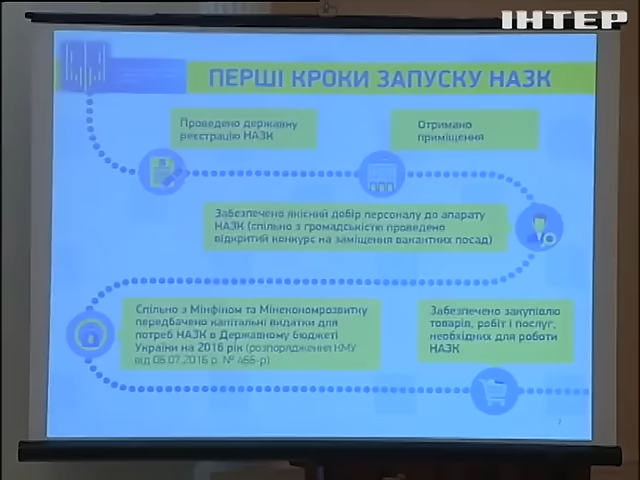 ІНТЕР
ПЕРШІ КРОКИ ЗАПУСКУ НАЗК
Проведено державну
реєстрацію НАЗК
Отримано
приміщення
Забезпечено якісний добір персоналу до апарату
НАЗК (спільно з громадськістю проведено
відкритий конкурс на заміщення вакантних посад)
Спільно з Мінфіном та Мінекономрозвитку
передбачено капітальні видатки для
потреб НАЗК в Державному бюджеті
України на 2016 рік (розпорядження КМУ
від 06.07.2016 р. № 466-р)
Забезпечено закупівлю
товарів, робіт і послуг,
необхідних для роботи
НАЗК
7